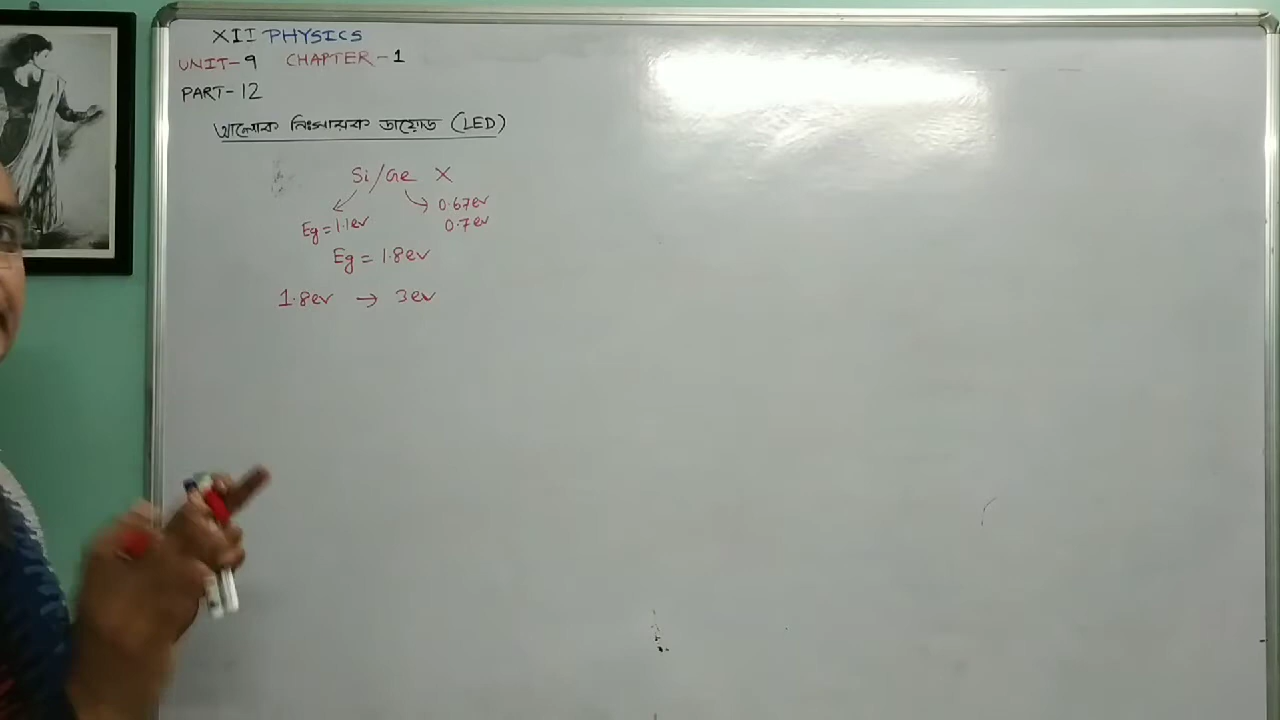 XII PHYSICS
UNIT-9 CHAPTER-1
PART-12
আলোক নিঃসারক ডায়োড (LED)
Si/Ge X
0.67ev
Eg=1.1ev 0.7ev
Eg = 1.8ev
1.8ev → 3ev